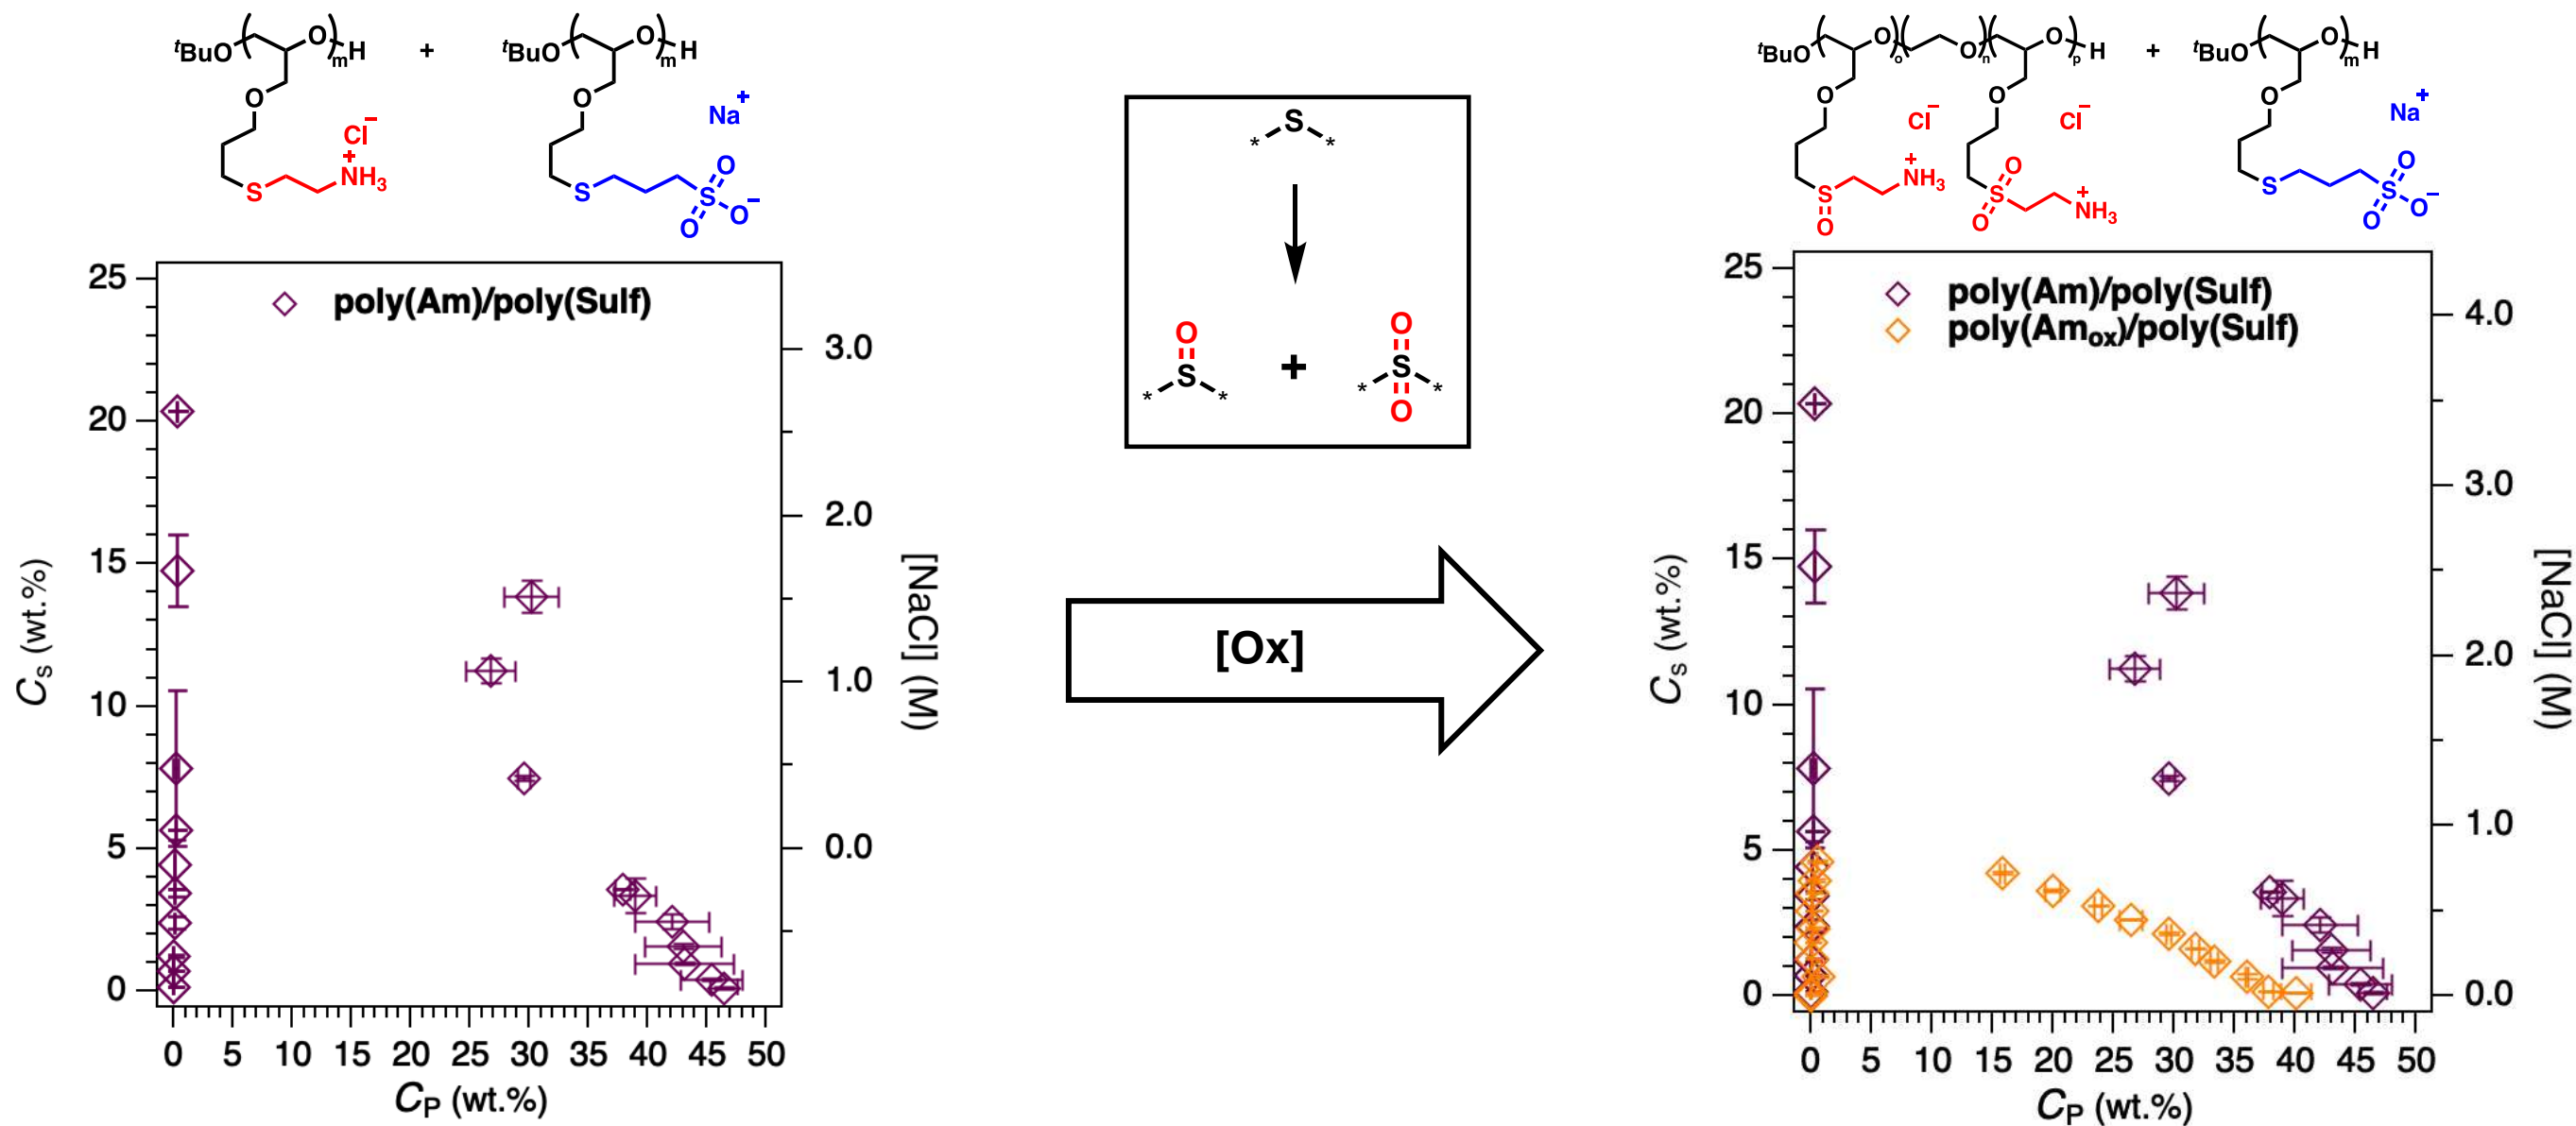 ᵗBuO ( O )ₘ H + ᵗBuO ( O )ₘ H
O O
Cl⁻ Na⁺
S NH₃⁺ S S O O O⁻
25
20
15
10
5
0
Cₛ (wt.%)
poly(Am)/poly(Sulf)
3.0
2.0
1.0
0.0
[NaCl] (M)
0 5 10 15 20 25 30 35 40 45 50
C_P (wt.%)
* S *
O O
* S * + * S *
O
[Ox]
ᵗBuO ( O )ₒ ( O )ₙ ( O )ₚ H + ᵗBuO ( O )ₘ H
O O O
Cl⁻ Cl⁻ Na⁺
S O NH₃⁺ O S O NH₃⁺ S S O O O⁻
25
20
15
10
5
0
Cₛ (wt.%)
poly(Am)/poly(Sulf)
poly(Amₒₓ)/poly(Sulf)
4.0
3.0
2.0
1.0
0.0
[NaCl] (M)
0 5 10 15 20 25 30 35 40 45 50
C_P (wt.%)